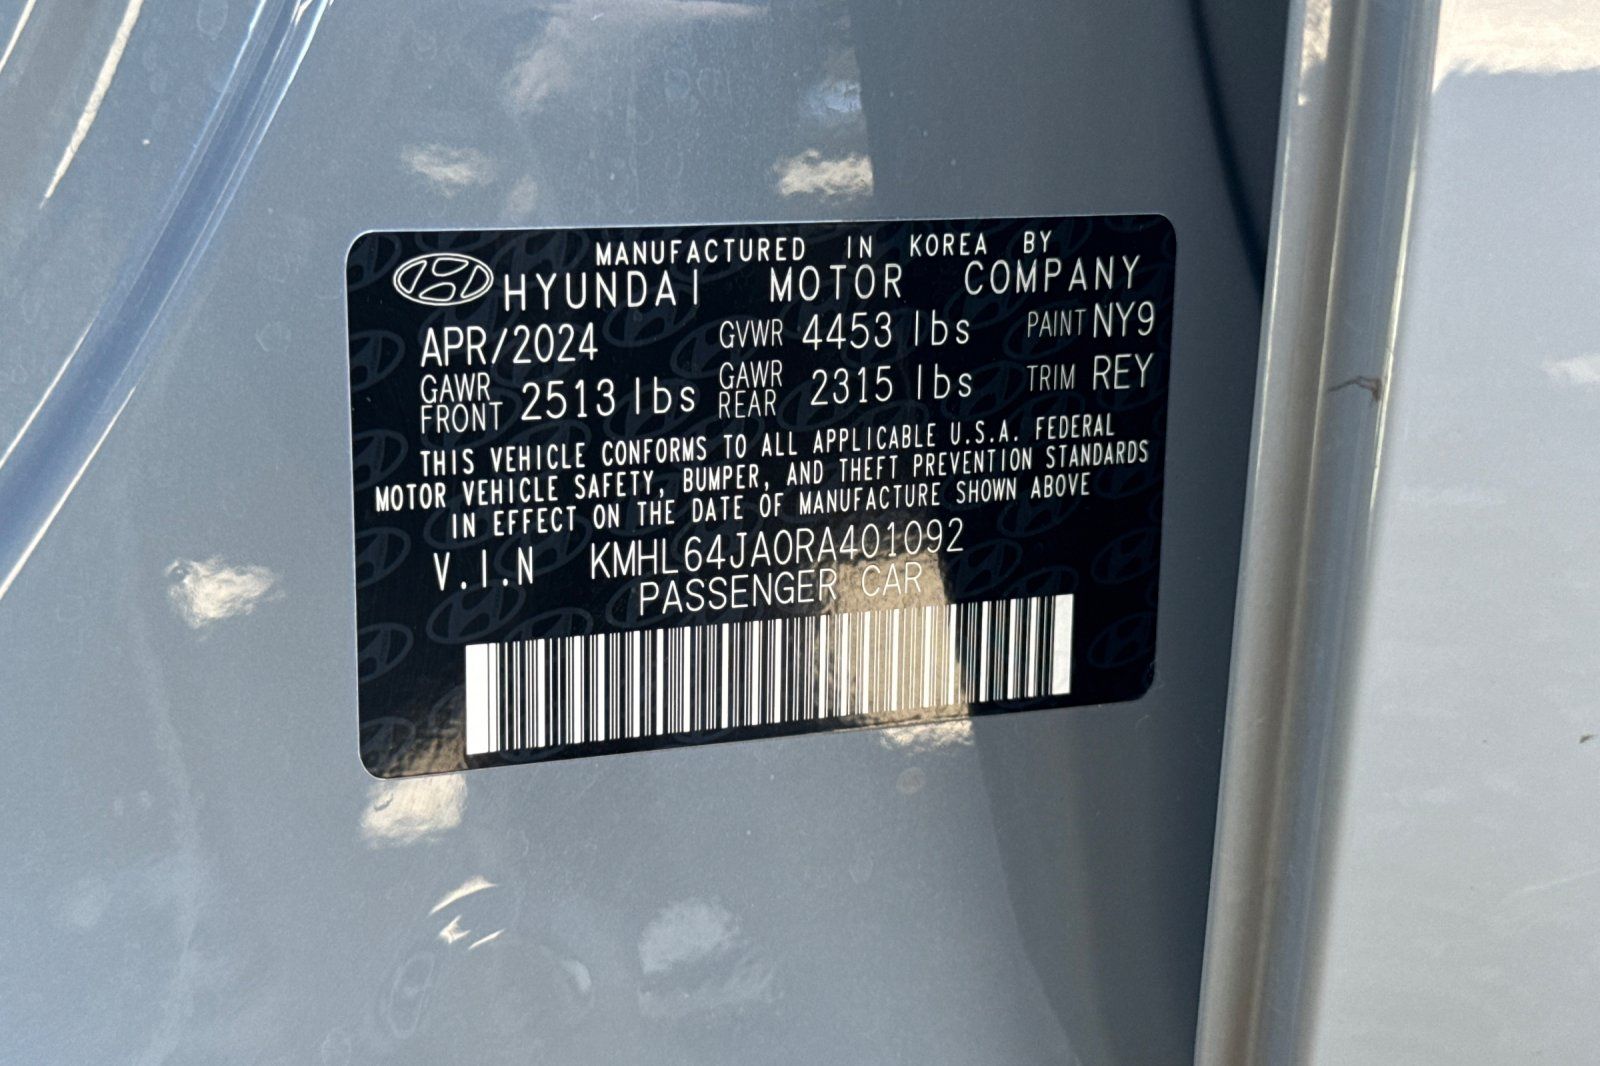 MANUFACTURED IN KOREA BY
HYUNDAI MOTOR COMPANY
APR/2024 GVWR 4453 lbs PAINT NY9
GAWR FRONT 2513 lbs GAWR REAR 2315 lbs TRIM REY
THIS VEHICLE CONFORMS TO ALL APPLICABLE U.S.A. FEDERAL
MOTOR VEHICLE SAFETY, BUMPER, AND THEFT PREVENTION STANDARDS
IN EFFECT ON THE DATE OF MANUFACTURE SHOWN ABOVE
V.I.N KMHL64JA0RA401092
PASSENGER CAR